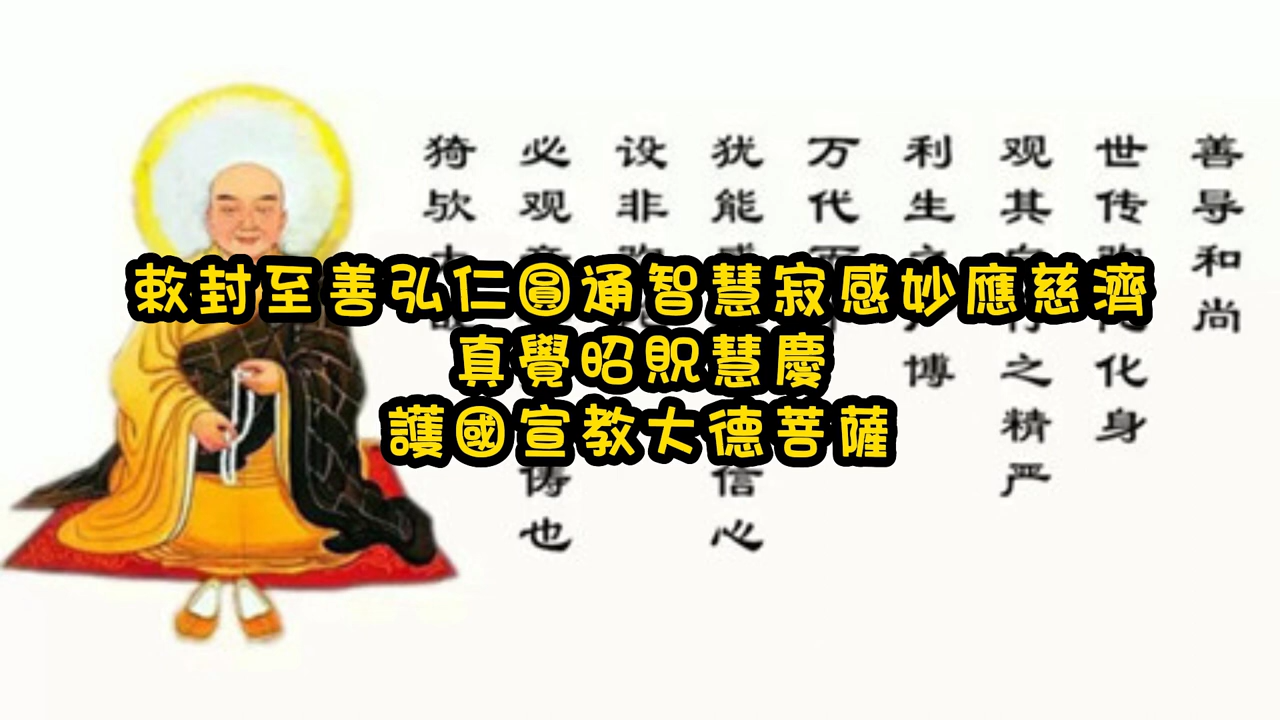 敕封至善弘仁圓通智慧寂感妙應慈濟
真覺昭貺慧慶
護國宣教大德菩薩
善导和尚
世传化身
观其之精严
利生博
万代
犹能信心
设非
必观俦也
猗欤